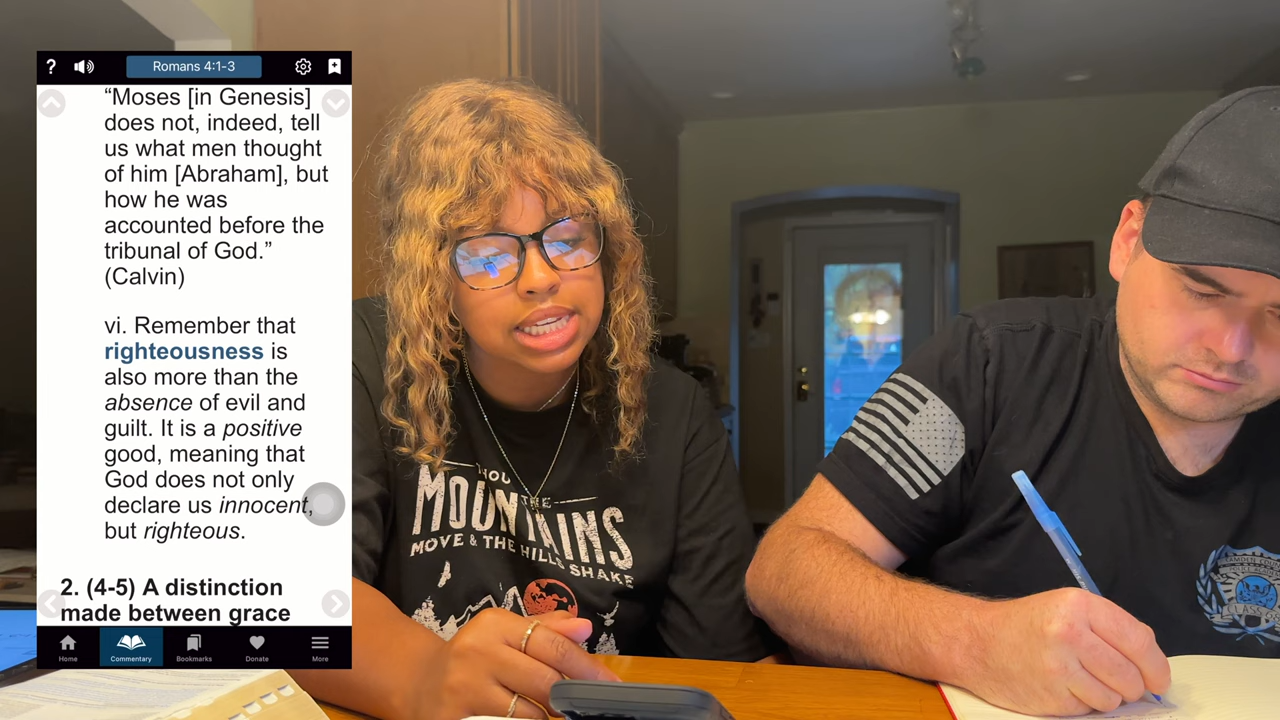 Romans 4:1-3
“Moses [in Genesis]
does not, indeed, tell
us what men thought
of him [Abraham], but
how he was
accounted before the
tribunal of God.”
(Calvin)
vi. Remember that
righteousness is
also more than the
absence of evil and
guilt. It is a positive
good, meaning that
God does not only
declare us innocent,
but righteous.
2. (4-5) A distinction
made between grace
Home
Commentary
Bookmarks
Donate
More
THE
MOUNTAINS
MOVE & THE HILLS SHAKE